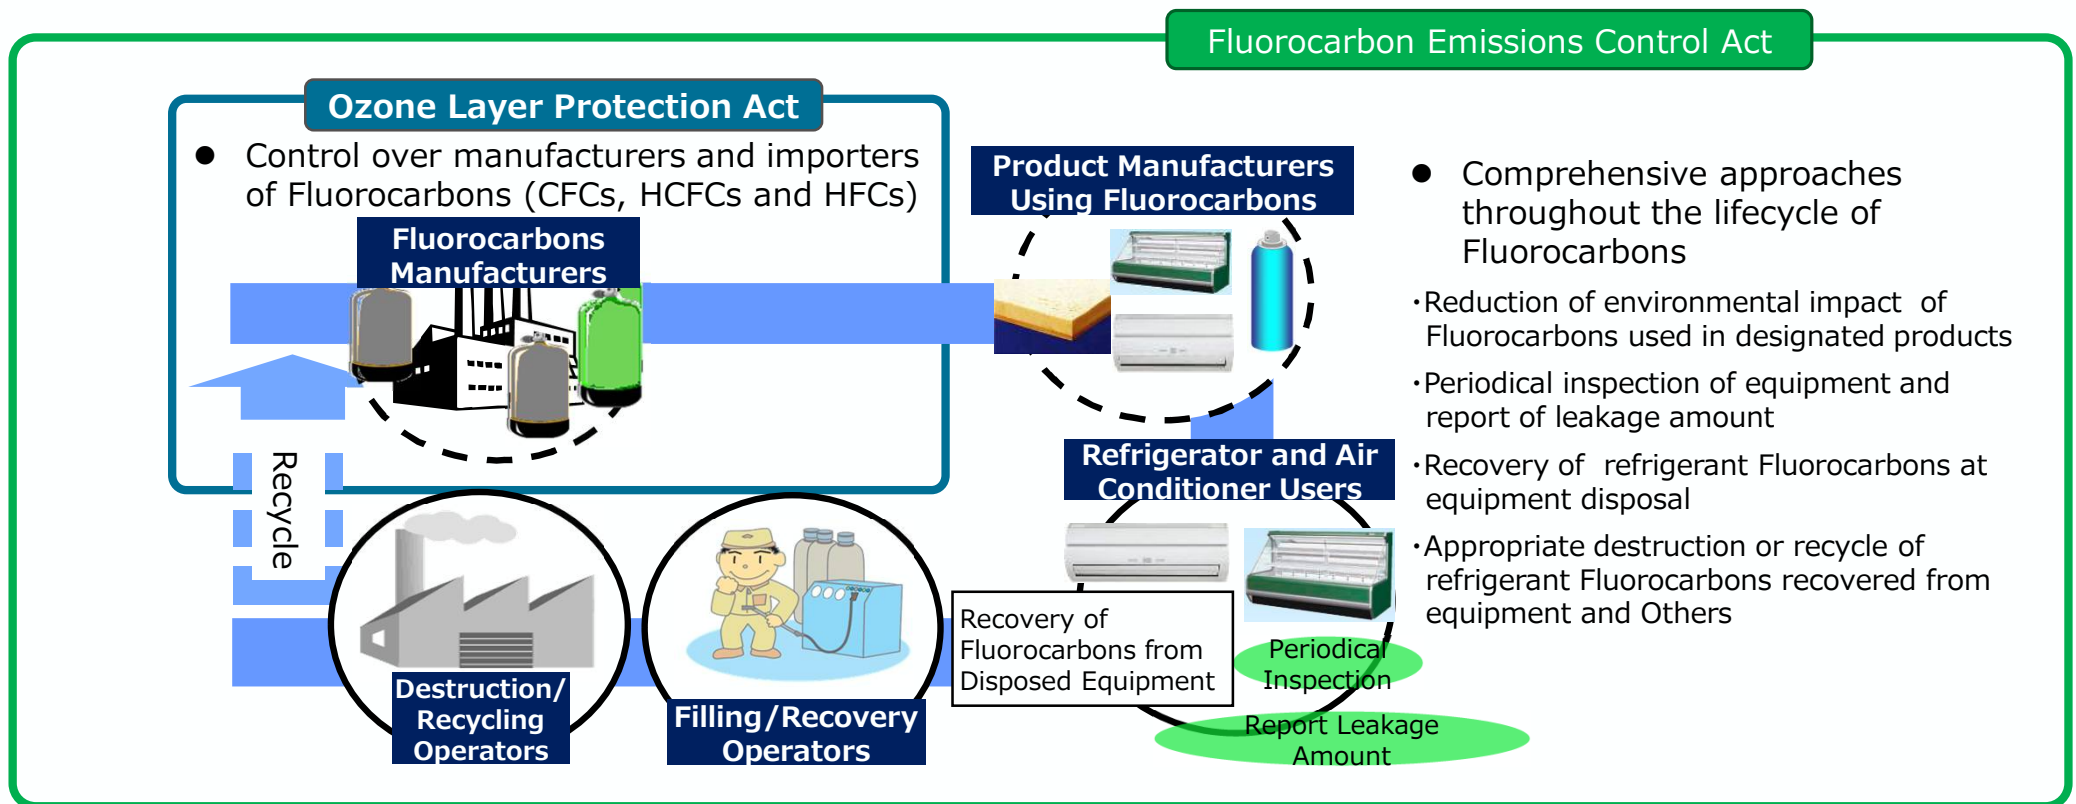 Fluorocarbon Emissions Control Act
Ozone Layer Protection Act
● Control over manufacturers and importers
of Fluorocarbons (CFCs, HCFCs and HFCs)
Fluorocarbons
Manufacturers
Product Manufacturers
Using Fluorocarbons
Refrigerator and Air
Conditioner Users
Recovery of
Fluorocarbons from
Disposed Equipment
Periodical
Inspection
Report Leakage
Amount
Filling/Recovery
Operators
Destruction/
Recycling
Operators
Recycle
● Comprehensive approaches
throughout the lifecycle of
Fluorocarbons
・Reduction of environmental impact of
Fluorocarbons used in designated products
・Periodical inspection of equipment and
report of leakage amount
・Recovery of refrigerant Fluorocarbons at
equipment disposal
・Appropriate destruction or recycle of
refrigerant Fluorocarbons recovered from
equipment and Others